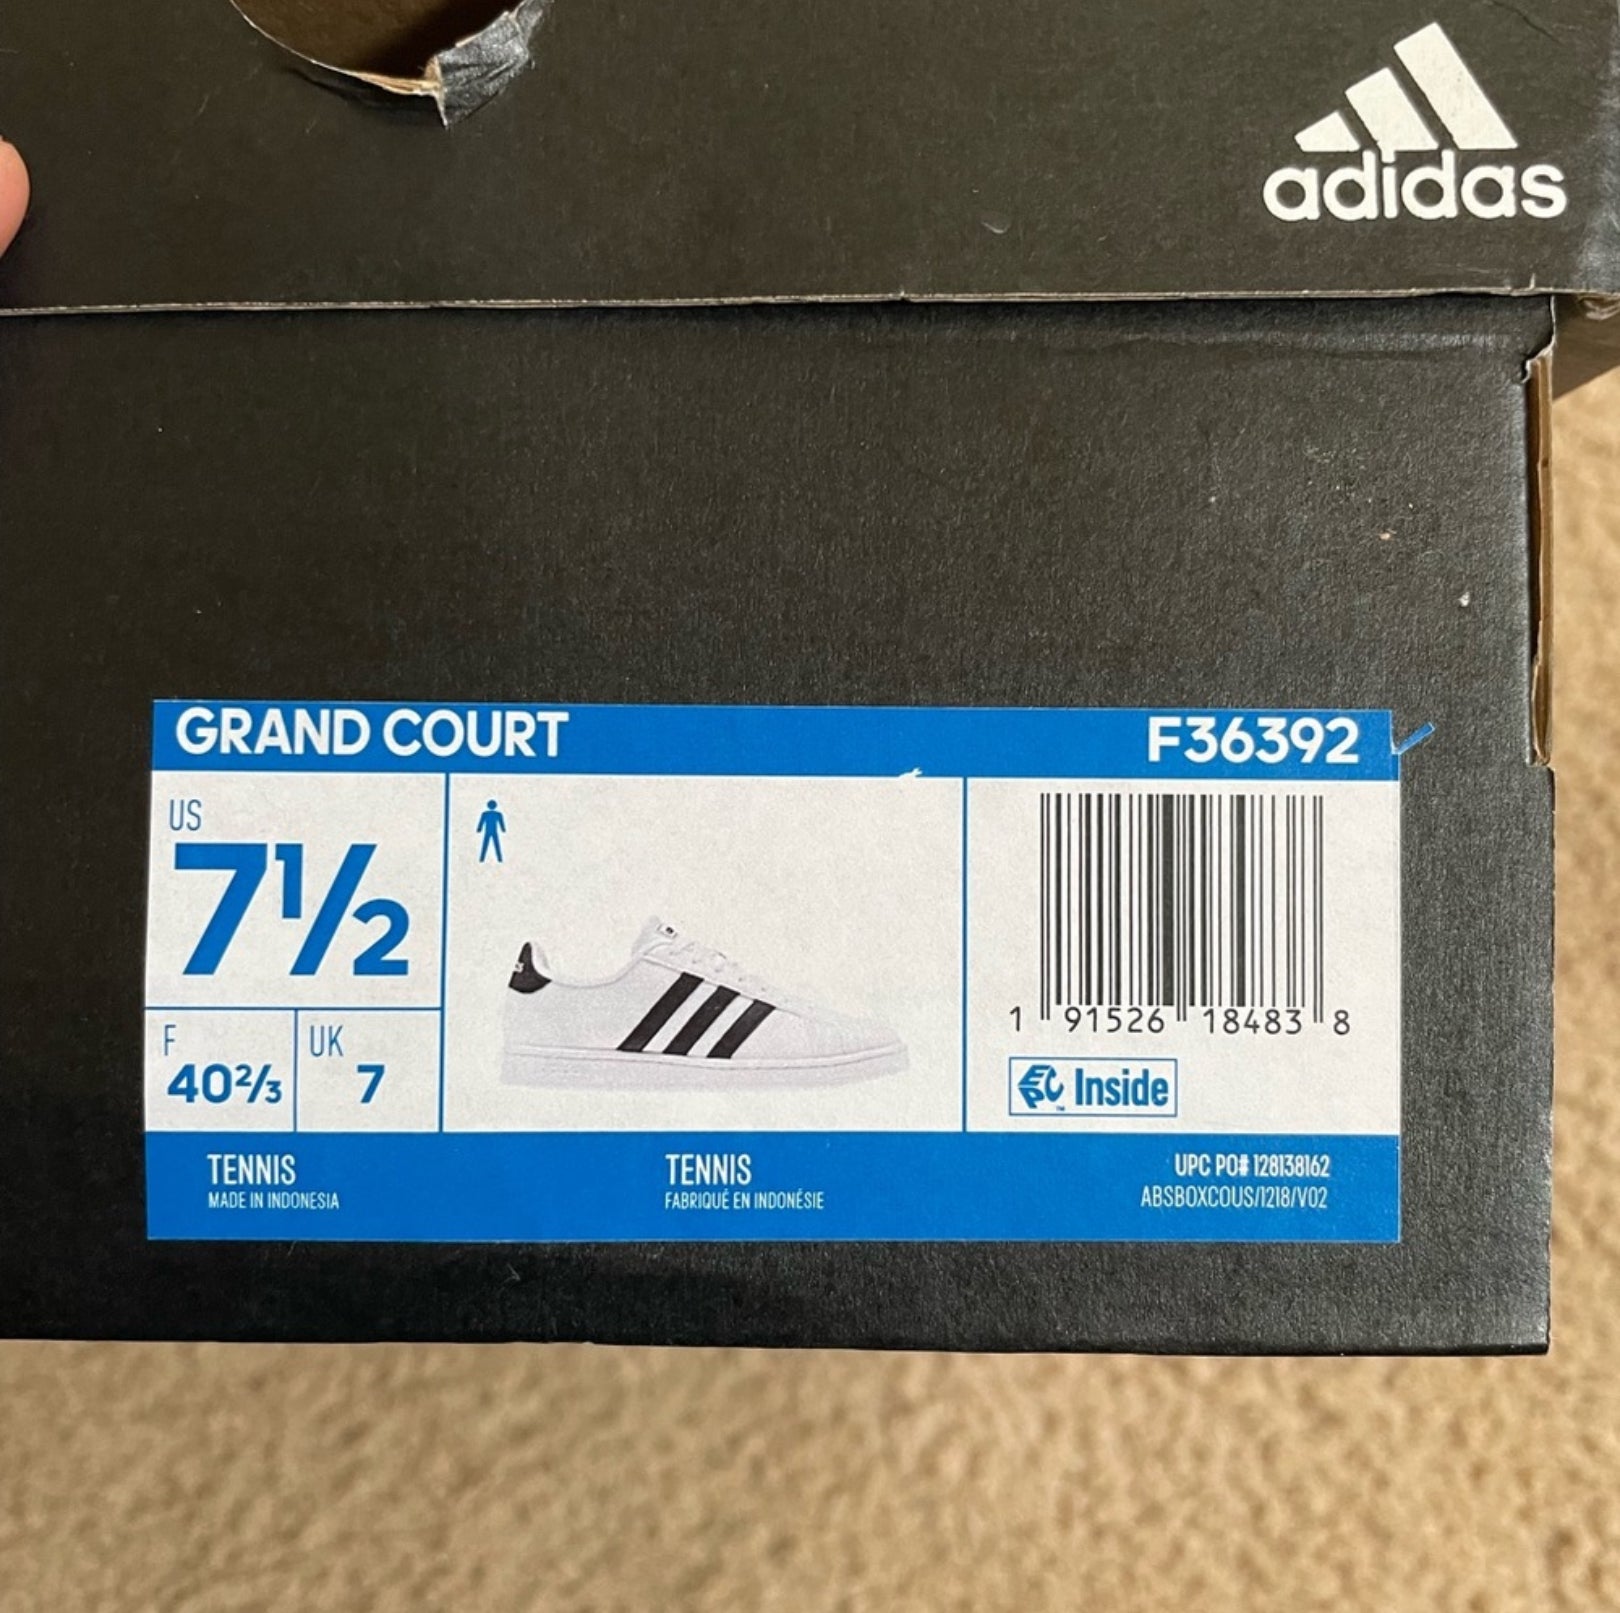 adidas
GRAND COURT
F36392
US
7½
F
40⅔
UK
7
1 91526 18483 8
EPC™ Inside
TENNIS
MADE IN INDONESIA
TENNIS
FABRIQUÉ EN INDONÉSIE
UPC PO# 128138162
ABSBOXCOUS/1218/V02